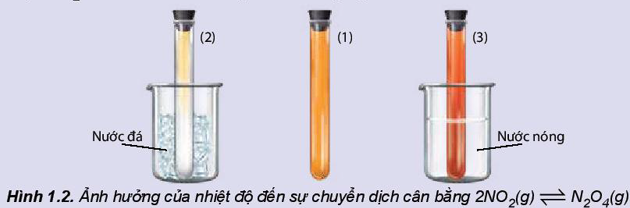 (2) (1) (3)
Nước đá Nước nóng
Hình 1.2. Ảnh hưởng của nhiệt độ đến sự chuyển dịch cân bằng 2NO₂(g) ⇌ N₂O₄(g)